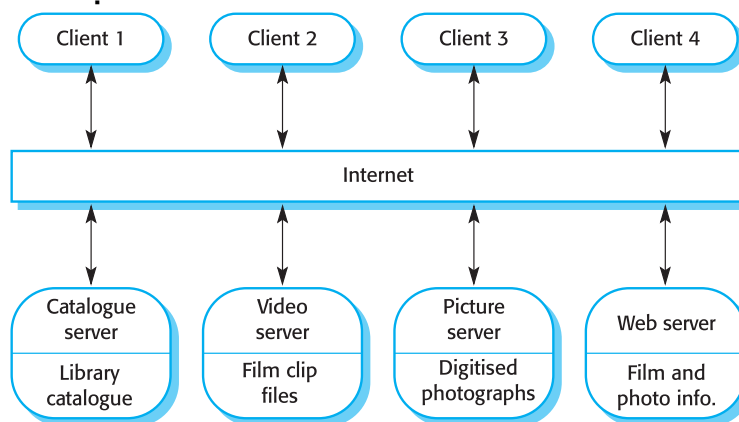 Client 1
Client 2
Client 3
Client 4
Internet
Catalogue
server
Library
catalogue
Video
server
Film clip
files
Picture
server
Digitised
photographs
Web server
Film and
photo info.